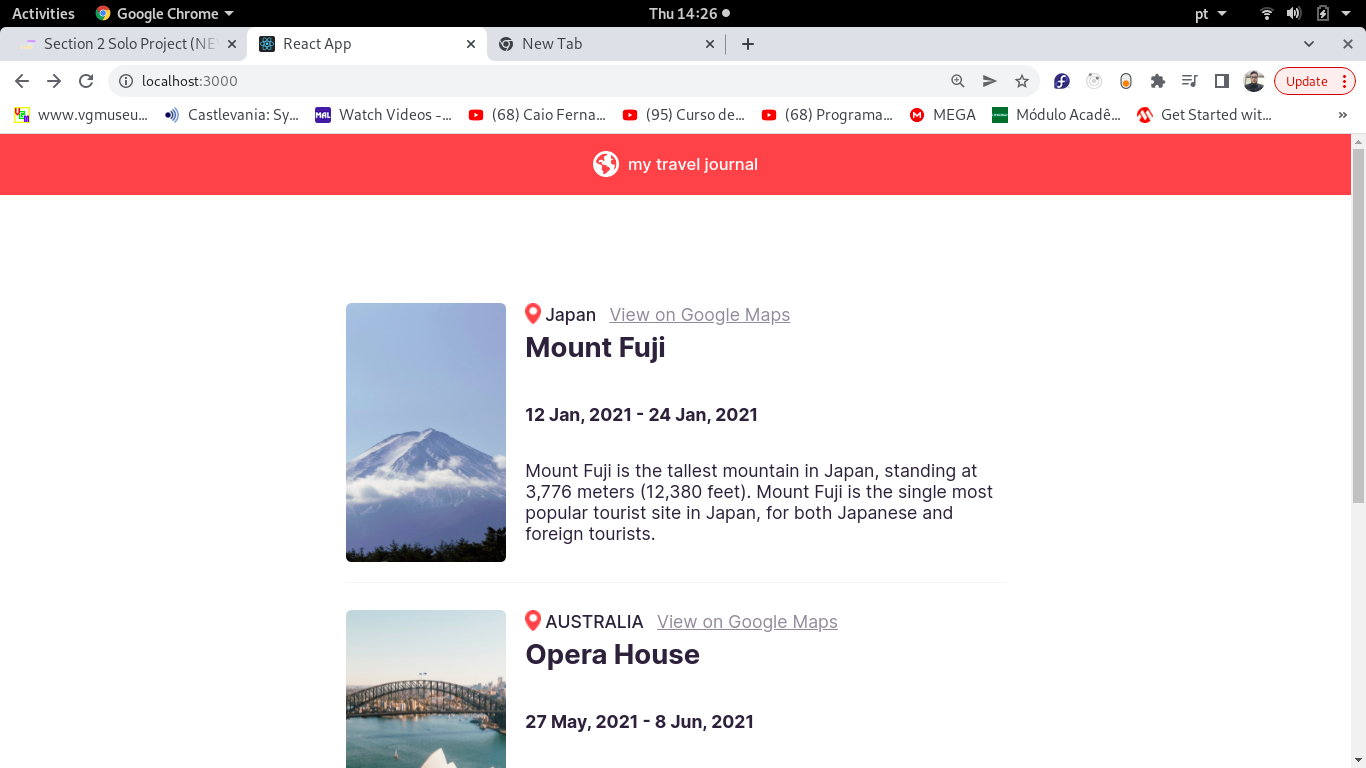 Activities Google Chrome Thu 14:26 pt
Section 2 Solo Project (NE React App New Tab
localhost:3000 Update
www.vgmuseu... Castlevania: Sy... MAL Watch Videos -... (68) Caio Ferna... (95) Curso de... (68) Programa... MEGA Módulo Acadê... Get Started wit... »
my travel journal
Japan View on Google Maps
Mount Fuji
12 Jan, 2021 - 24 Jan, 2021
Mount Fuji is the tallest mountain in Japan, standing at
3,776 meters (12,380 feet). Mount Fuji is the single most
popular tourist site in Japan, for both Japanese and
foreign tourists.
AUSTRALIA View on Google Maps
Opera House
27 May, 2021 - 8 Jun, 2021